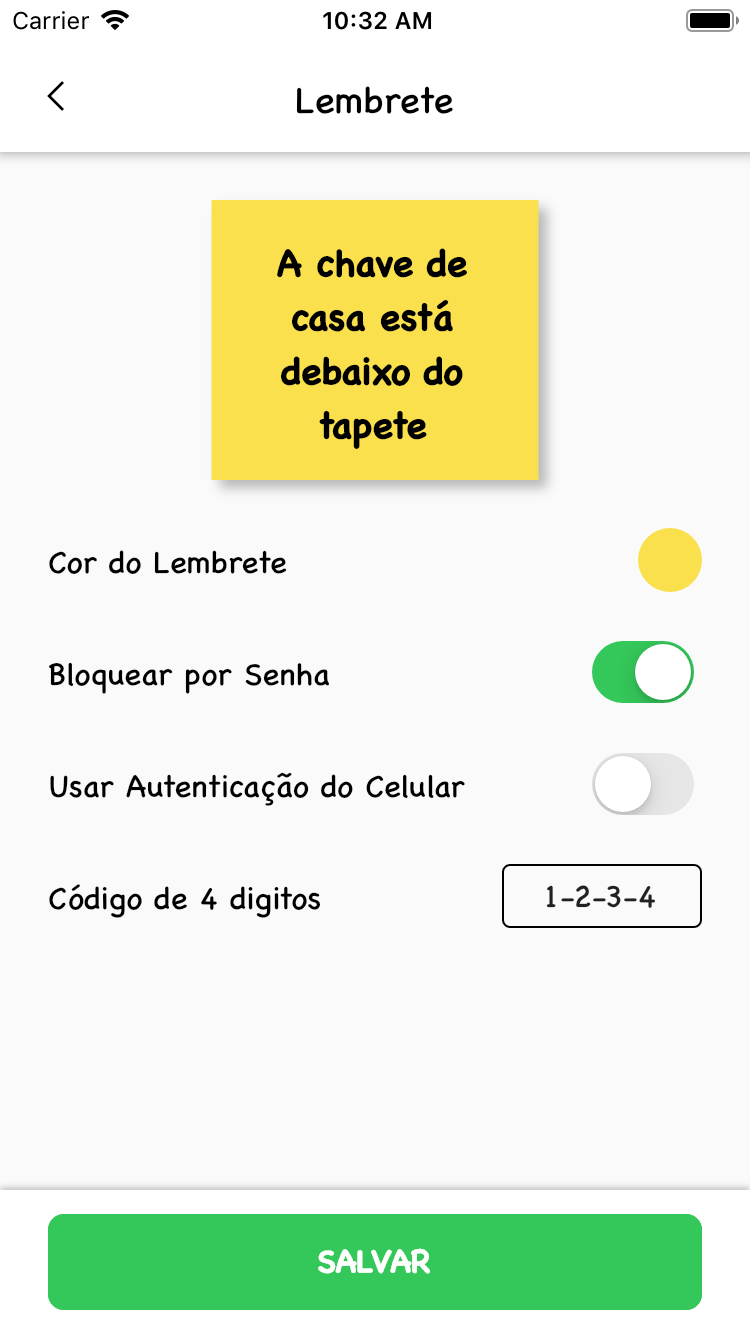 Carrier 10:32 AM
Lembrete
A chave de
casa está
debaixo do
tapete
Cor do Lembrete
Bloquear por Senha
Usar Autenticação do Celular
Código de 4 digitos 1-2-3-4
SALVAR